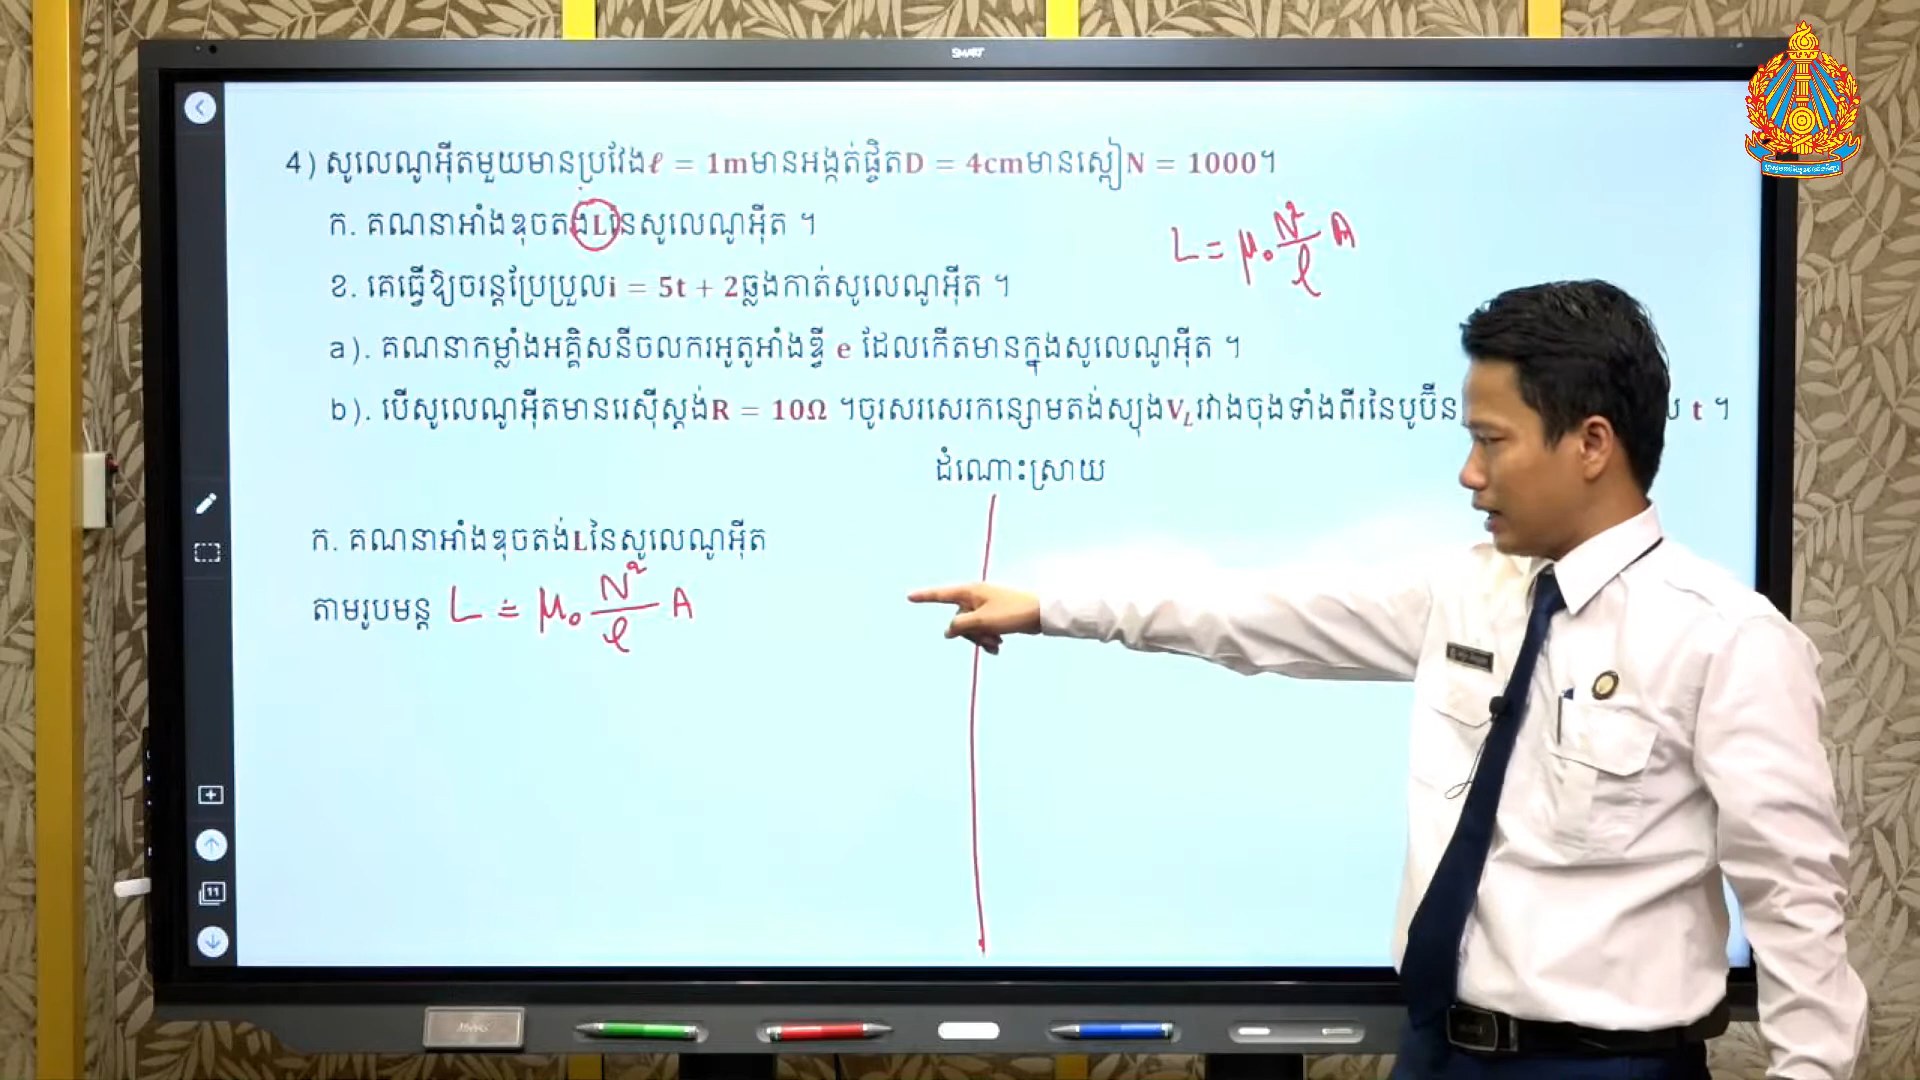 SMART
4) សូលេណូអ៊ីតមួយមានប្រវែងℓ = 1mមានអង្កត់ផ្ចិតD = 4cmមានស្ពៀN = 1000។
ក. គណនាអាំងឌុចតង់Lនៃសូលេណូអ៊ីត ។
L = μ₀ N²/ℓ A
ខ. គេធ្វើឱ្យចរន្តប្រែប្រួលi = 5t + 2ឆ្លងកាត់សូលេណូអ៊ីត ។
a). គណនាកម្លាំងអគ្គិសនីចលករអូតូអាំងឌ្វី e ដែលកើតមានក្នុងសូលេណូអ៊ីត ។
b). បើសូលេណូអ៊ីតមានរេស៊ីស្តង់R = 10Ω ។ចូរសរសេរកន្សោមតង់ស្យុងV_L រវាងចុងទាំងពីរនៃបូប៊ីន t ។
ដំណោះស្រាយ
ក. គណនាអាំងឌុចតង់Lនៃសូលេណូអ៊ីត
តាមរូបមន្ត L = μ₀ N²/ℓ A
11